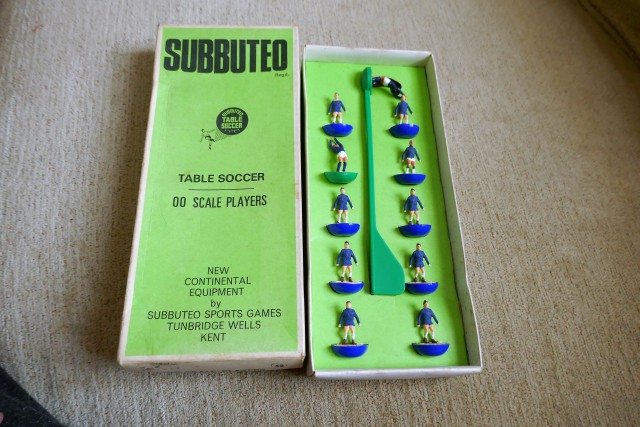 SUBBUTEO
Regd.
SUBBUTEO
TABLE
SOCCER
TABLE SOCCER
OO SCALE PLAYERS
NEW
CONTINENTAL
EQUIPMENT
by
SUBBUTEO SPORTS GAMES
TUNBRIDGE WELLS
KENT